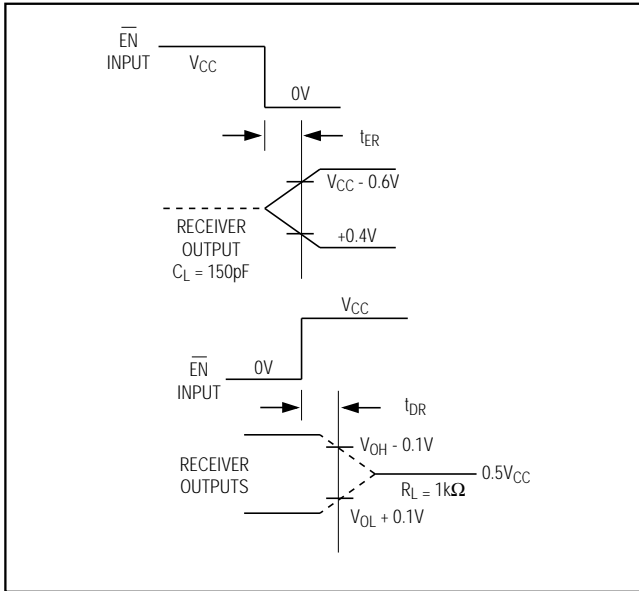 EN
INPUT
VCC
0V
tER
VCC - 0.6V
RECEIVER
OUTPUT
CL = 150pF
+0.4V
VCC
EN
INPUT
0V
tDR
VOH - 0.1V
RECEIVER
OUTPUTS
0.5VCC
RL = 1kΩ
VOL + 0.1V